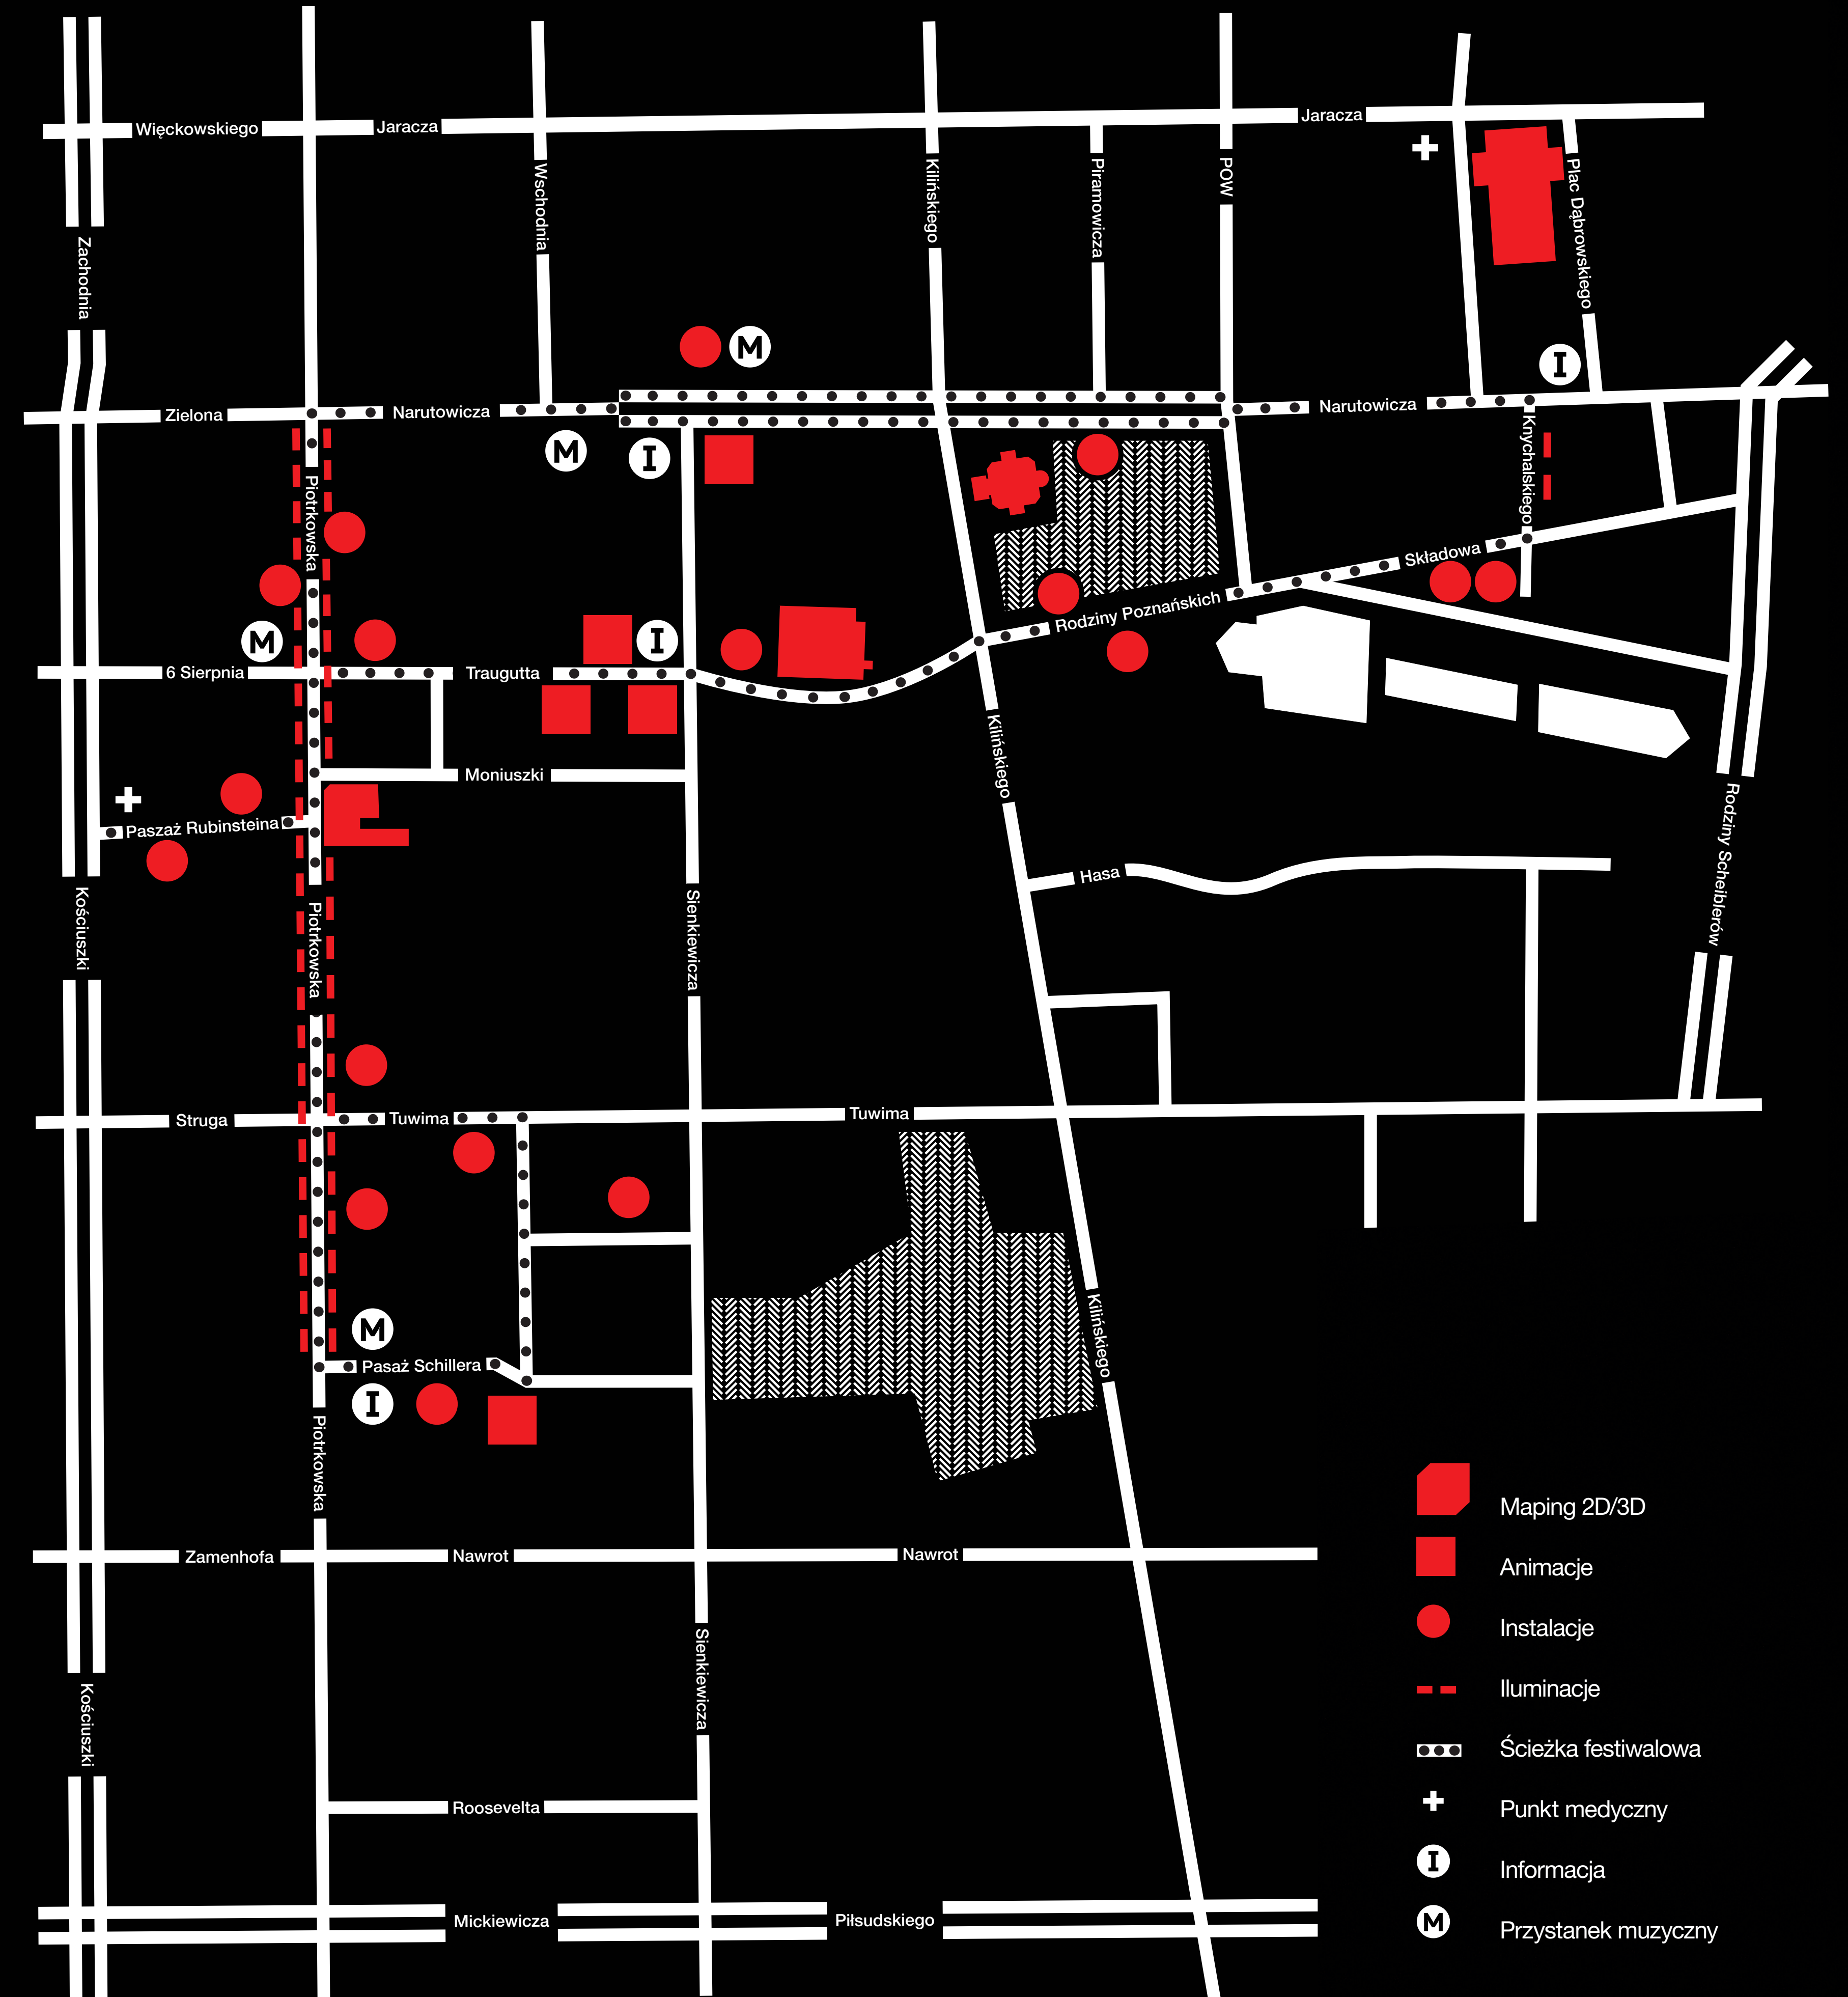 Więckowskiego
Jaracza
Jaracza
Zachodnia
Wschodnia
Kilińskiego
Piramowicza
POW
Plac Dąbrowskiego
M
I
Zielona
Narutowicza
Narutowicza
M
I
Piotrkowska
Knychalskiego
Składowa
Rodziny Poznańskich
M
I
6 Sierpnia
Traugutta
Kilińskiego
Moniuszki
Paszaż Rubinsteina
Rodziny Scheiblerów
Hasa
Kościuszki
Piotrkowska
Sienkiewicza
Struga
Tuwima
Tuwima
M
Kilińskiego
Pasaż Schillera
I
Piotrkowska
Zamenhofa
Nawrot
Nawrot
Kościuszki
Sienkiewicza
Roosevelta
Mickiewicza
Piłsudskiego
Maping 2D/3D
Animacje
Instalacje
Iluminacje
Ścieżka festiwalowa
Punkt medyczny
I Informacja
M Przystanek muzyczny